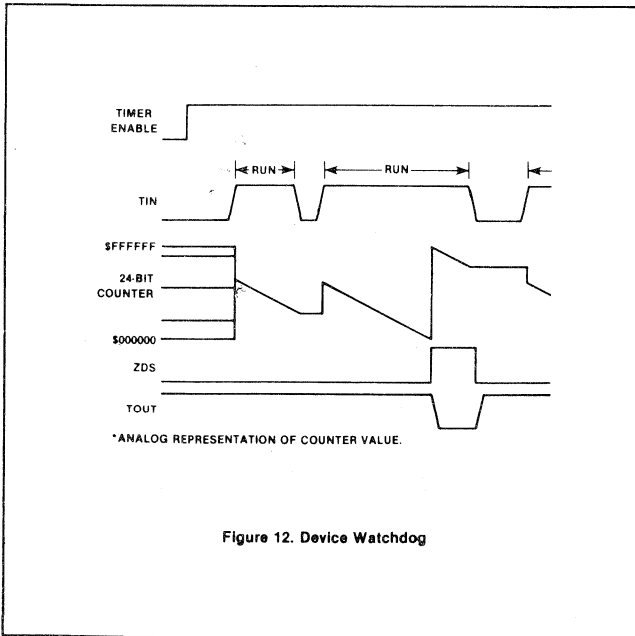 TIMER
ENABLE
RUN
RUN
TIN
$FFFFFF
24-BIT
COUNTER
$000000
ZDS
TOUT
*ANALOG REPRESENTATION OF COUNTER VALUE.
Figure 12. Device Watchdog